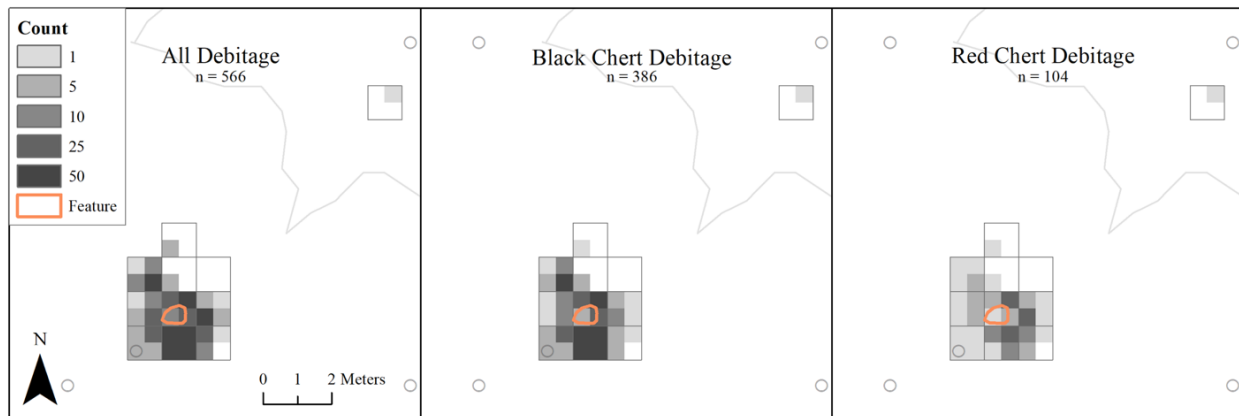 Count
1
5
10
25
50
Feature
All Debitage
n = 566
N
0 1 2 Meters
Black Chert Debitage
n = 386
Red Chert Debitage
n = 104